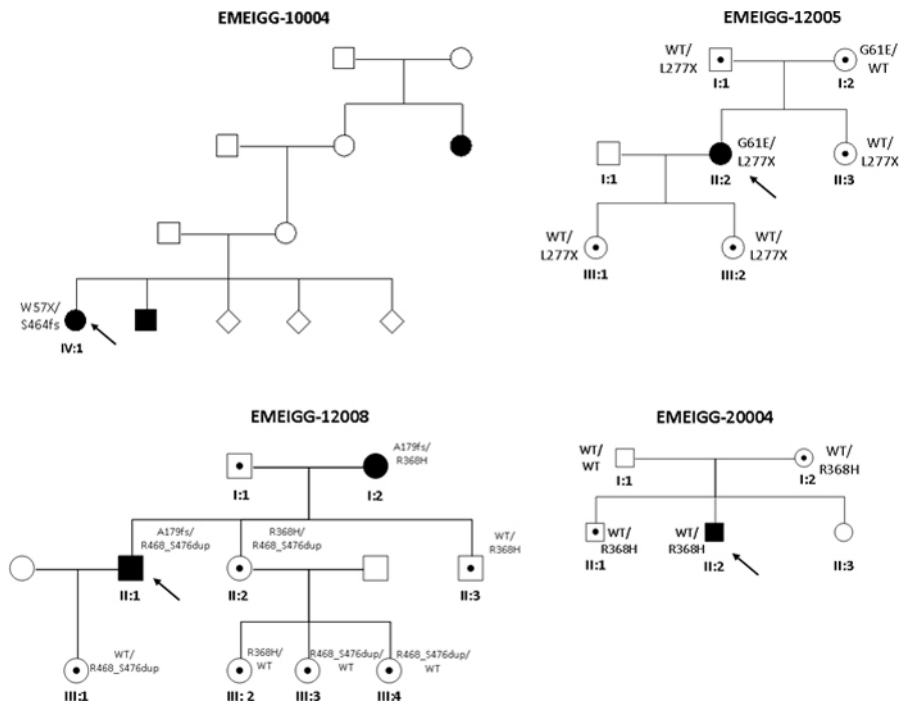 EMEIGG-10004
W57X/
S464fs
IV:1
EMEIGG-12005
WT/
L277X
I:1
G61E/
WT
I:2
I:1
G61E/
L277X
II:2
WT/
L277X
II:3
WT/
L277X
III:1
WT/
L277X
III:2
EMEIGG-12008
I:1
A179fs/
R368H
I:2
A179fs/
R468_S476dup
II:1
R368H/
R468_S476dup
II:2
WT/
R368H
II:3
WT/
R468_S476dup
III:1
R368H/
WT
III: 2
R468_S476dup/
WT
III:3
R468_S476dup/
WT
III:4
EMEIGG-20004
WT/
WT
I:1
WT/
R368H
I:2
WT/
R368H
II:1
WT/
R368H
II:2
II:3